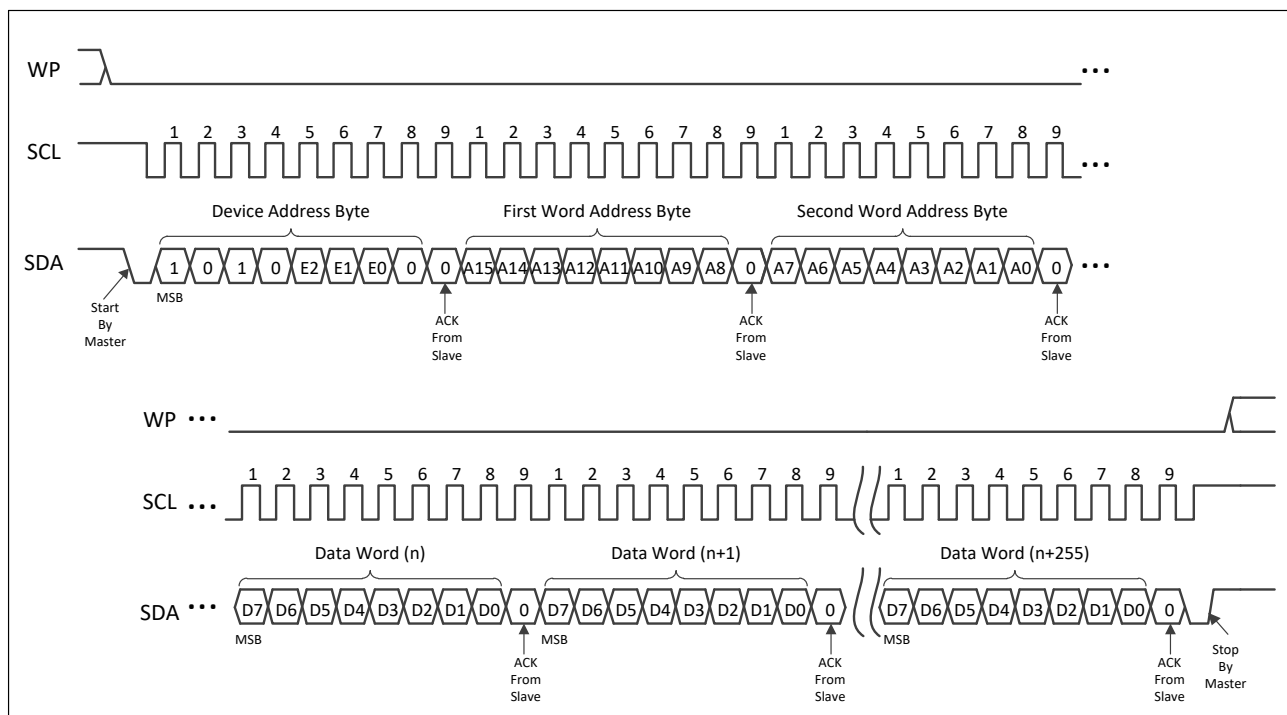 WP ...
1 2 3 4 5 6 7 8 9 1 2 3 4 5 6 7 8 9 1 2 3 4 5 6 7 8 9
SCL ...
Device Address Byte First Word Address Byte Second Word Address Byte
SDA 1 0 1 0 E2 E1 E0 0 0 A15 A14 A13 A12 A11 A10 A9 A8 0 A7 A6 A5 A4 A3 A2 A1 A0 0 ...
MSB
Start By Master
ACK From Slave
ACK From Slave
ACK From Slave
WP ...
1 2 3 4 5 6 7 8 9 1 2 3 4 5 6 7 8 9 1 2 3 4 5 6 7 8 9
SCL ...
Data Word (n) Data Word (n+1) Data Word (n+255)
SDA ... D7 D6 D5 D4 D3 D2 D1 D0 0 D7 D6 D5 D4 D3 D2 D1 D0 0 D7 D6 D5 D4 D3 D2 D1 D0 0
MSB MSB MSB
ACK From Slave
ACK From Slave
ACK From Slave
Stop By Master